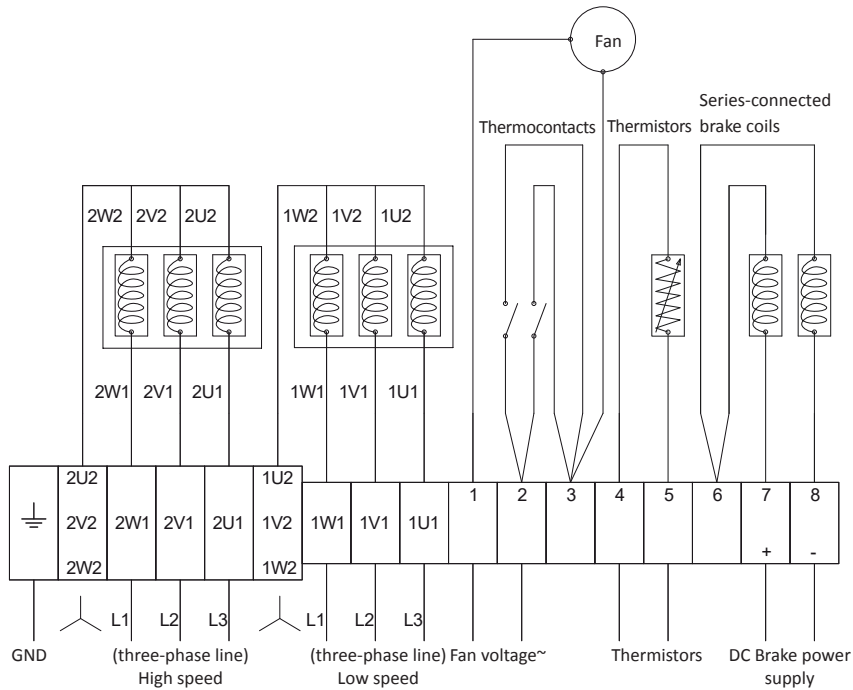 Fan
Series-connected
Thermocontacts Thermistors brake coils
2W2 2V2 2U2 1W2 1V2 1U2
2W1 2V1 2U1 1W1 1V1 1U1
2U2 1U2 1 2 3 4 5 6 7 8
2V2 2W1 2V1 2U1 1V2 1W1 1V1 1U1
2W2 1W2 + -
L1 L2 L3 L1 L2 L3
GND (three-phase line) (three-phase line) Fan voltage~ Thermistors DC Brake power
High speed Low speed supply